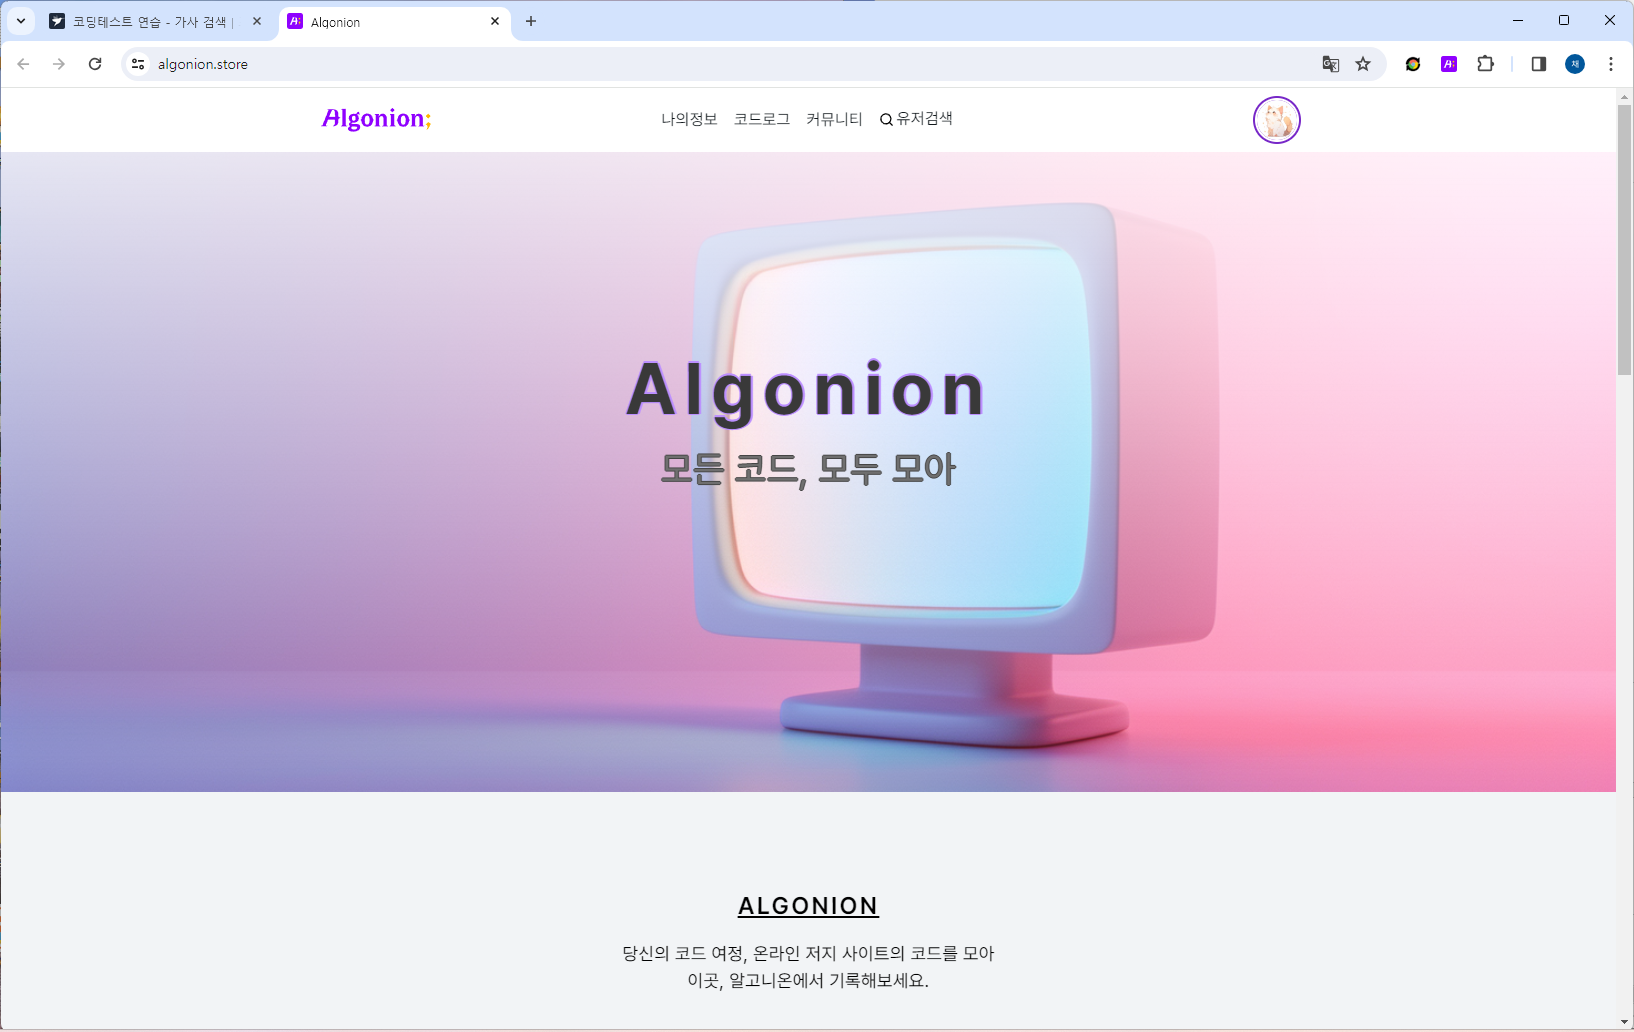 코딩테스트 연습 - 가사 검색 |
Algonion
algonion.store
채
Algonion;
나의정보 코드로그 커뮤니티 유저검색
Algonion
모든 코드, 모두 모아
ALGONION
당신의 코드 여정, 온라인 저지 사이트의 코드를 모아
이곳, 알고니온에서 기록해보세요.